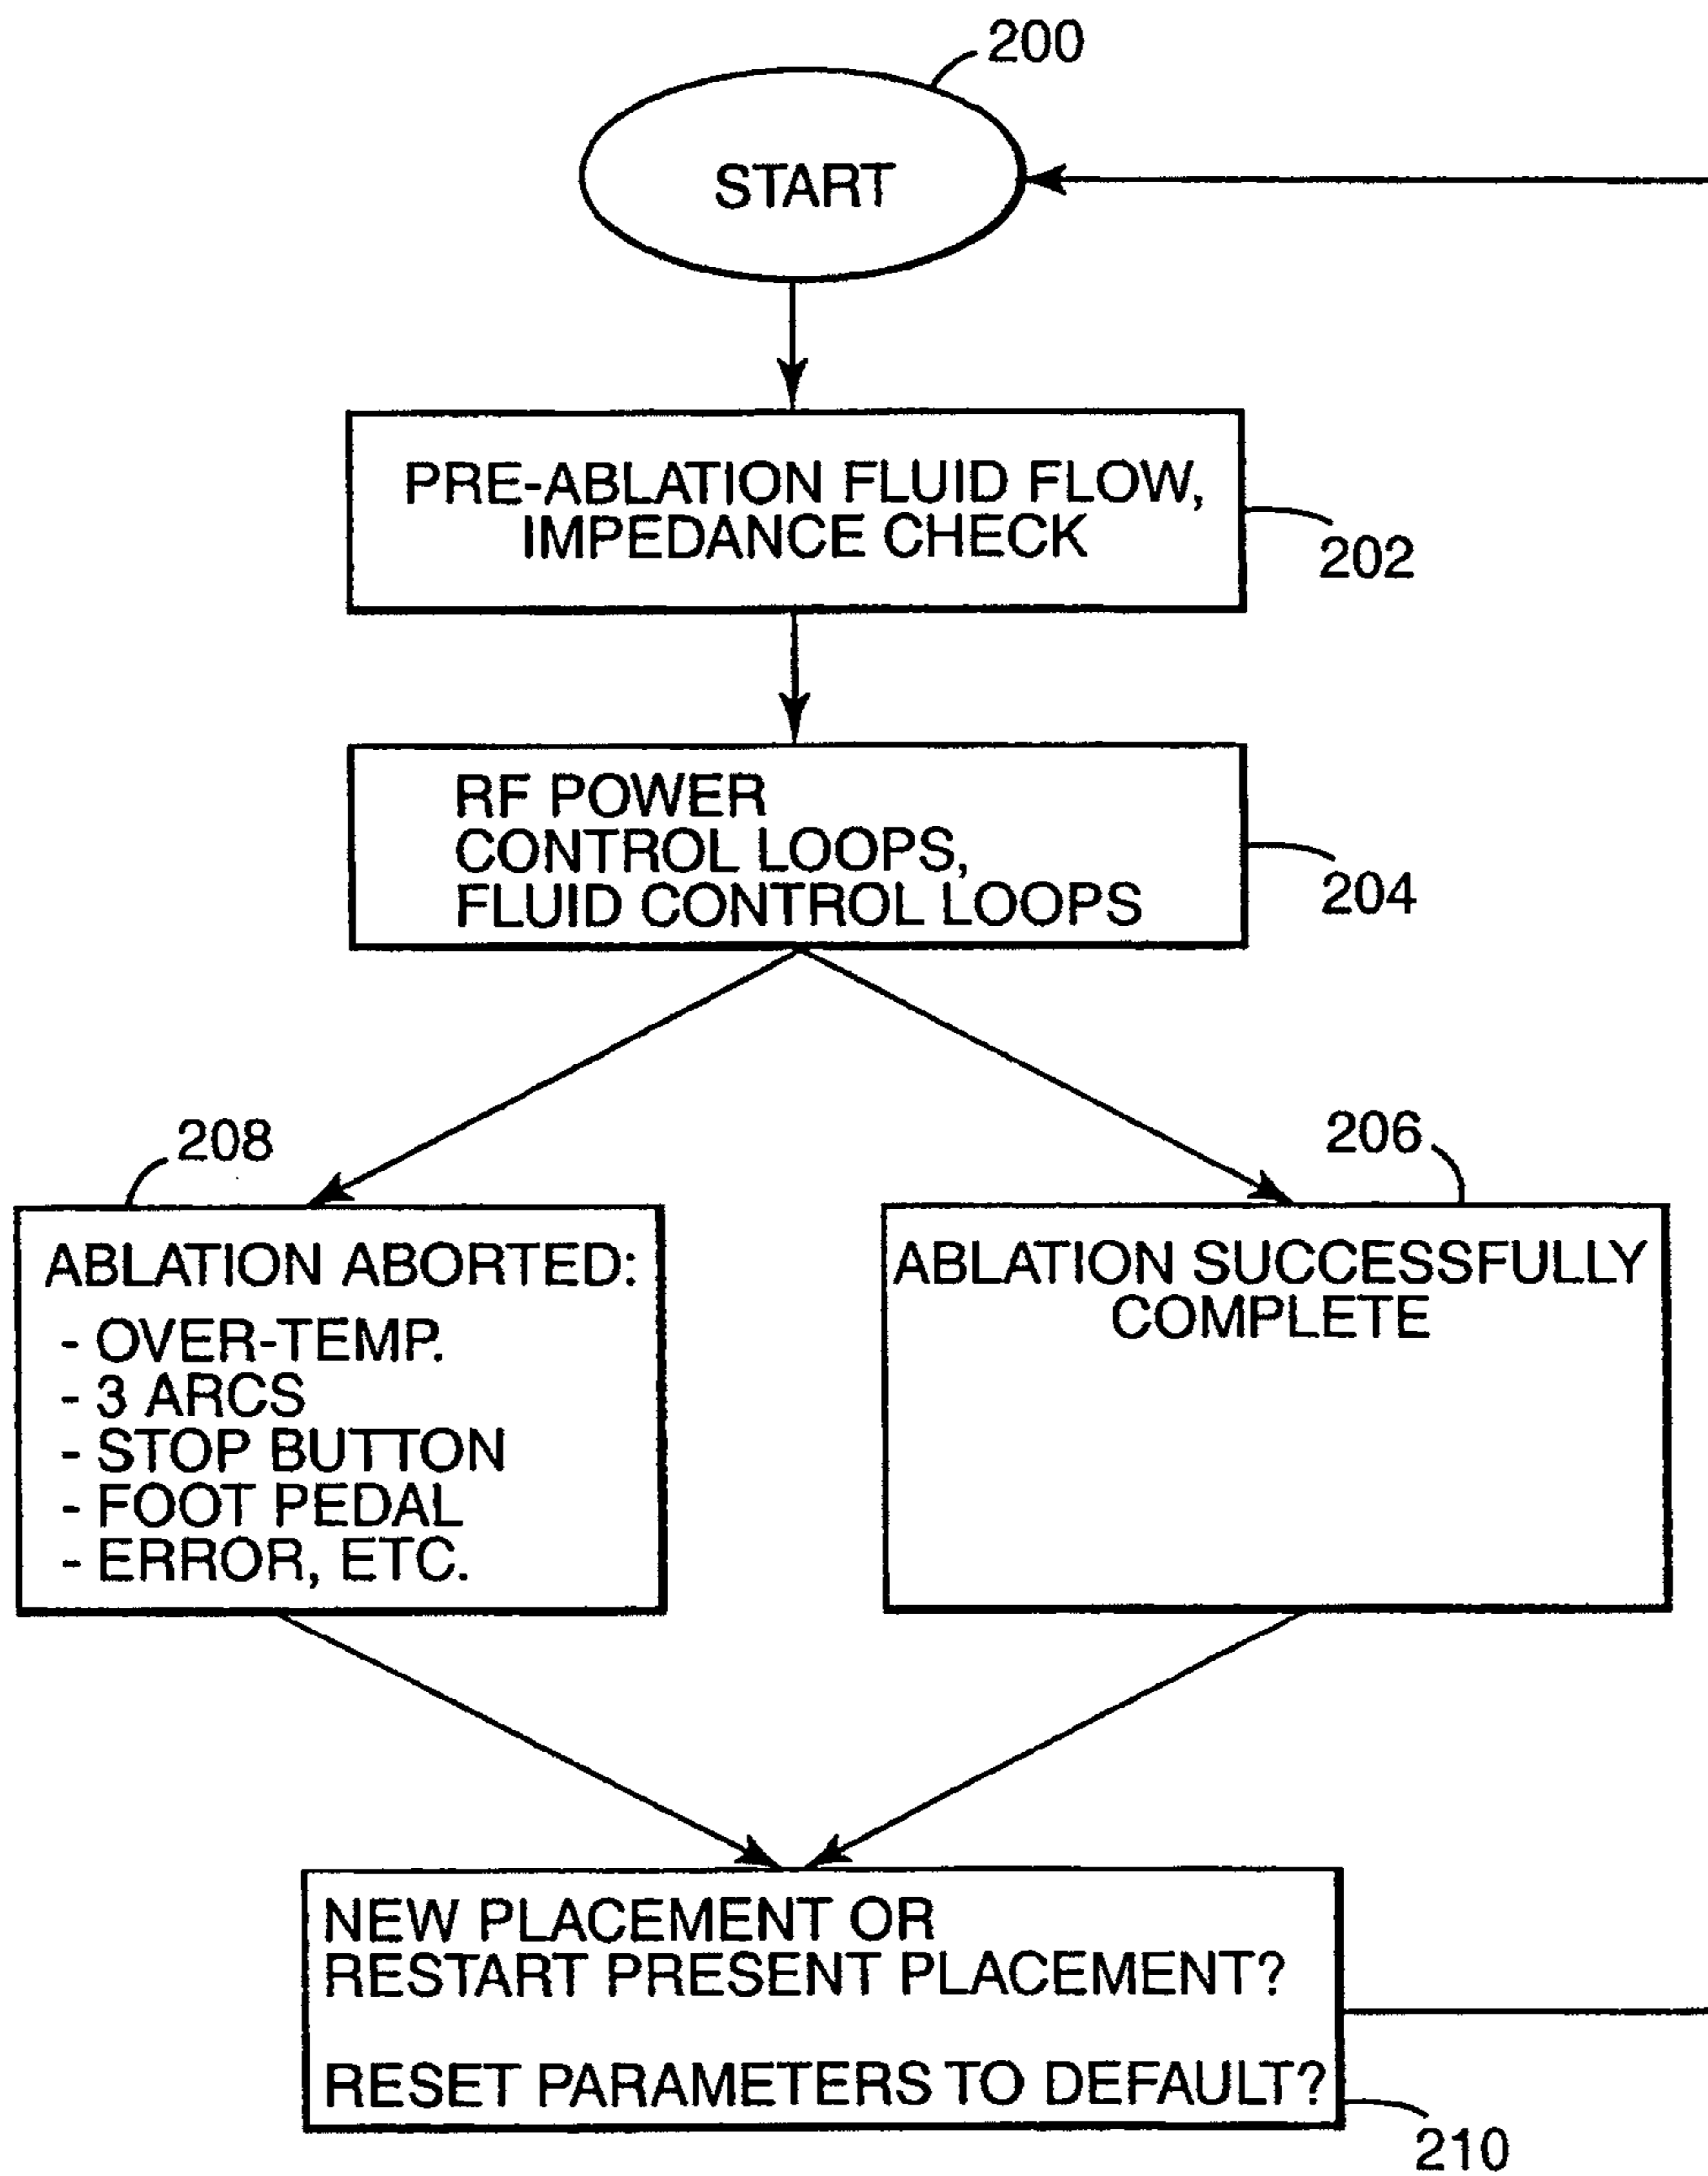 200
START
PRE-ABLATION FLUID FLOW,
IMPEDANCE CHECK
202
RF POWER
CONTROL LOOPS,
FLUID CONTROL LOOPS
204
208
ABLATION ABORTED:
- OVER-TEMP.
- 3 ARCS
- STOP BUTTON
- FOOT PEDAL
- ERROR, ETC.
206
ABLATION SUCCESSFULLY
COMPLETE
NEW PLACEMENT OR
RESTART PRESENT PLACEMENT?
RESET PARAMETERS TO DEFAULT?
210